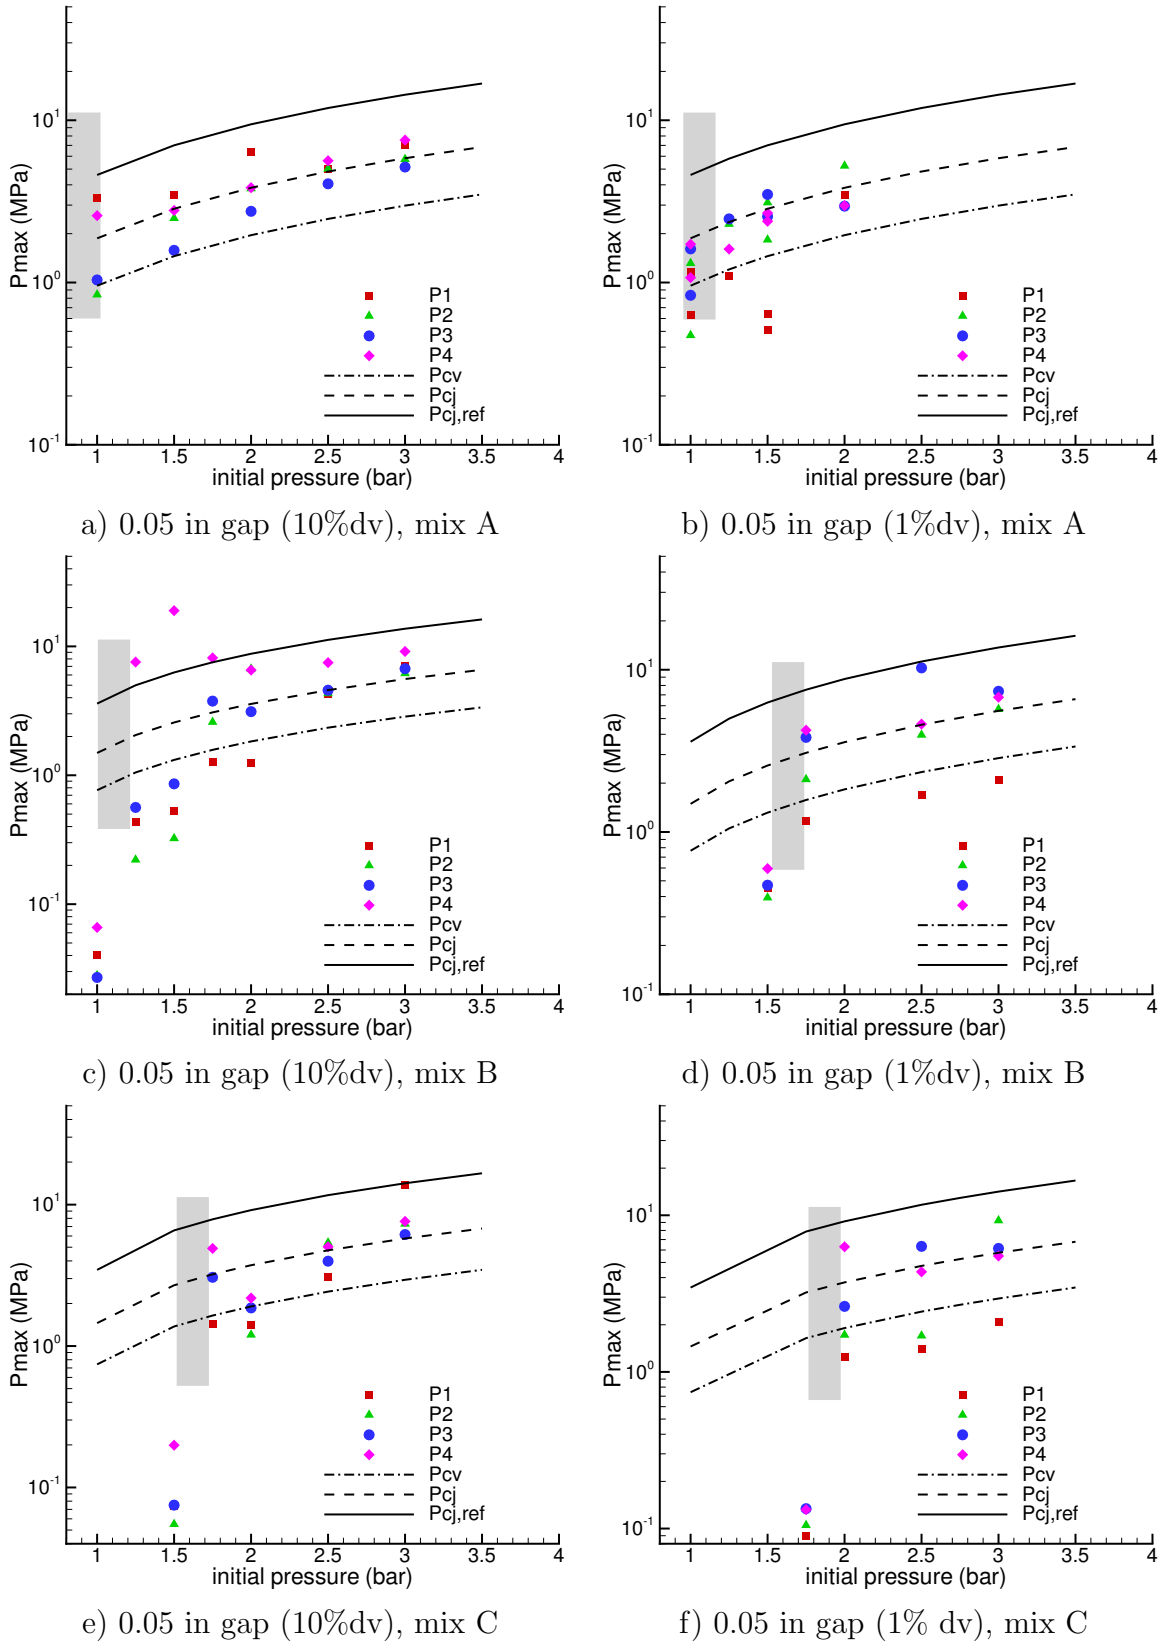 Pmax (MPa)
10¹
10⁰
10⁻¹
P1
P2
P3
P4
Pcv
Pcj
Pcj,ref
1 1.5 2 2.5 3 3.5 4
initial pressure (bar)
a) 0.05 in gap (10%dv), mix A
Pmax (MPa)
10¹
10⁰
10⁻¹
P1
P2
P3
P4
Pcv
Pcj
Pcj,ref
1 1.5 2 2.5 3 3.5 4
initial pressure (bar)
b) 0.05 in gap (1%dv), mix A
Pmax (MPa)
10¹
10⁰
10⁻¹
P1
P2
P3
P4
Pcv
Pcj
Pcj,ref
1 1.5 2 2.5 3 3.5 4
initial pressure (bar)
c) 0.05 in gap (10%dv), mix B
Pmax (MPa)
10¹
10⁰
10⁻¹
P1
P2
P3
P4
Pcv
Pcj
Pcj,ref
1 1.5 2 2.5 3 3.5 4
initial pressure (bar)
d) 0.05 in gap (1%dv), mix B
Pmax (MPa)
10¹
10⁰
10⁻¹
P1
P2
P3
P4
Pcv
Pcj
Pcj,ref
1 1.5 2 2.5 3 3.5 4
initial pressure (bar)
e) 0.05 in gap (10%dv), mix C
Pmax (MPa)
10¹
10⁰
10⁻¹
P1
P2
P3
P4
Pcv
Pcj
Pcj,ref
1 1.5 2 2.5 3 3.5 4
initial pressure (bar)
f) 0.05 in gap (1% dv), mix C